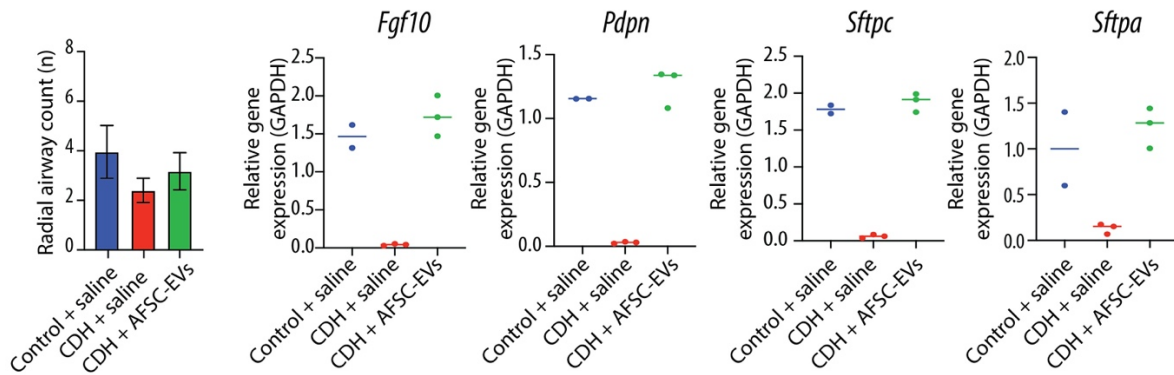 Radial airway count (n)
8
6
4
2
0
Control + saline
CDH + saline
CDH + AFSC-EVs
Fgf10
Relative gene
expression (GAPDH)
2.5
2.0
1.5
1.0
0.5
0.0
Control + saline
CDH + saline
CDH + AFSC-EVs
Pdpn
Relative gene
expression (GAPDH)
1.5
1.0
0.5
0.0
Control + saline
CDH + saline
CDH + AFSC-EVs
Sftpc
Relative gene
expression (GAPDH)
2.5
2.0
1.5
1.0
0.5
0.0
Control + saline
CDH + saline
CDH + AFSC-EVs
Sftpa
Relative gene
expression (GAPDH)
2.0
1.5
1.0
0.5
0.0
Control + saline
CDH + saline
CDH + AFSC-EVs